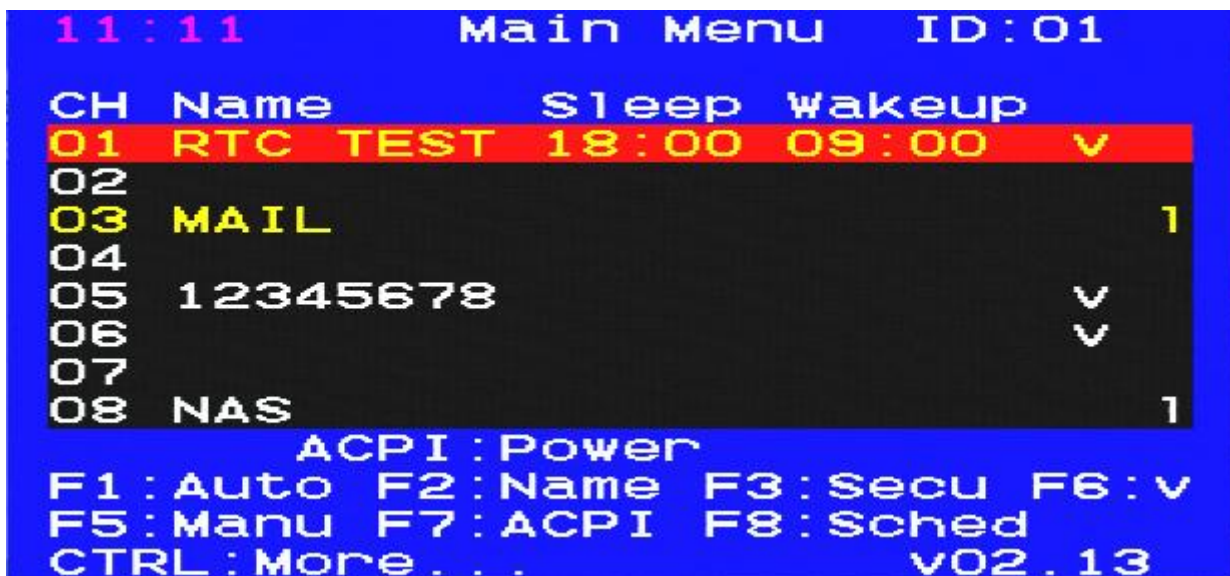 11:11 Main Menu ID:01
CH Name Sleep Wakeup
01 RTC TEST 18:00 09:00 v
02
03 MAIL 1
04
05 12345678 v
06 v
07
08 NAS 1
ACPI:Power
F1:Auto F2:Name F3:Secu F6:v
F5:Manu F7:ACPI F8:Sched
CTRL:More... v02.13